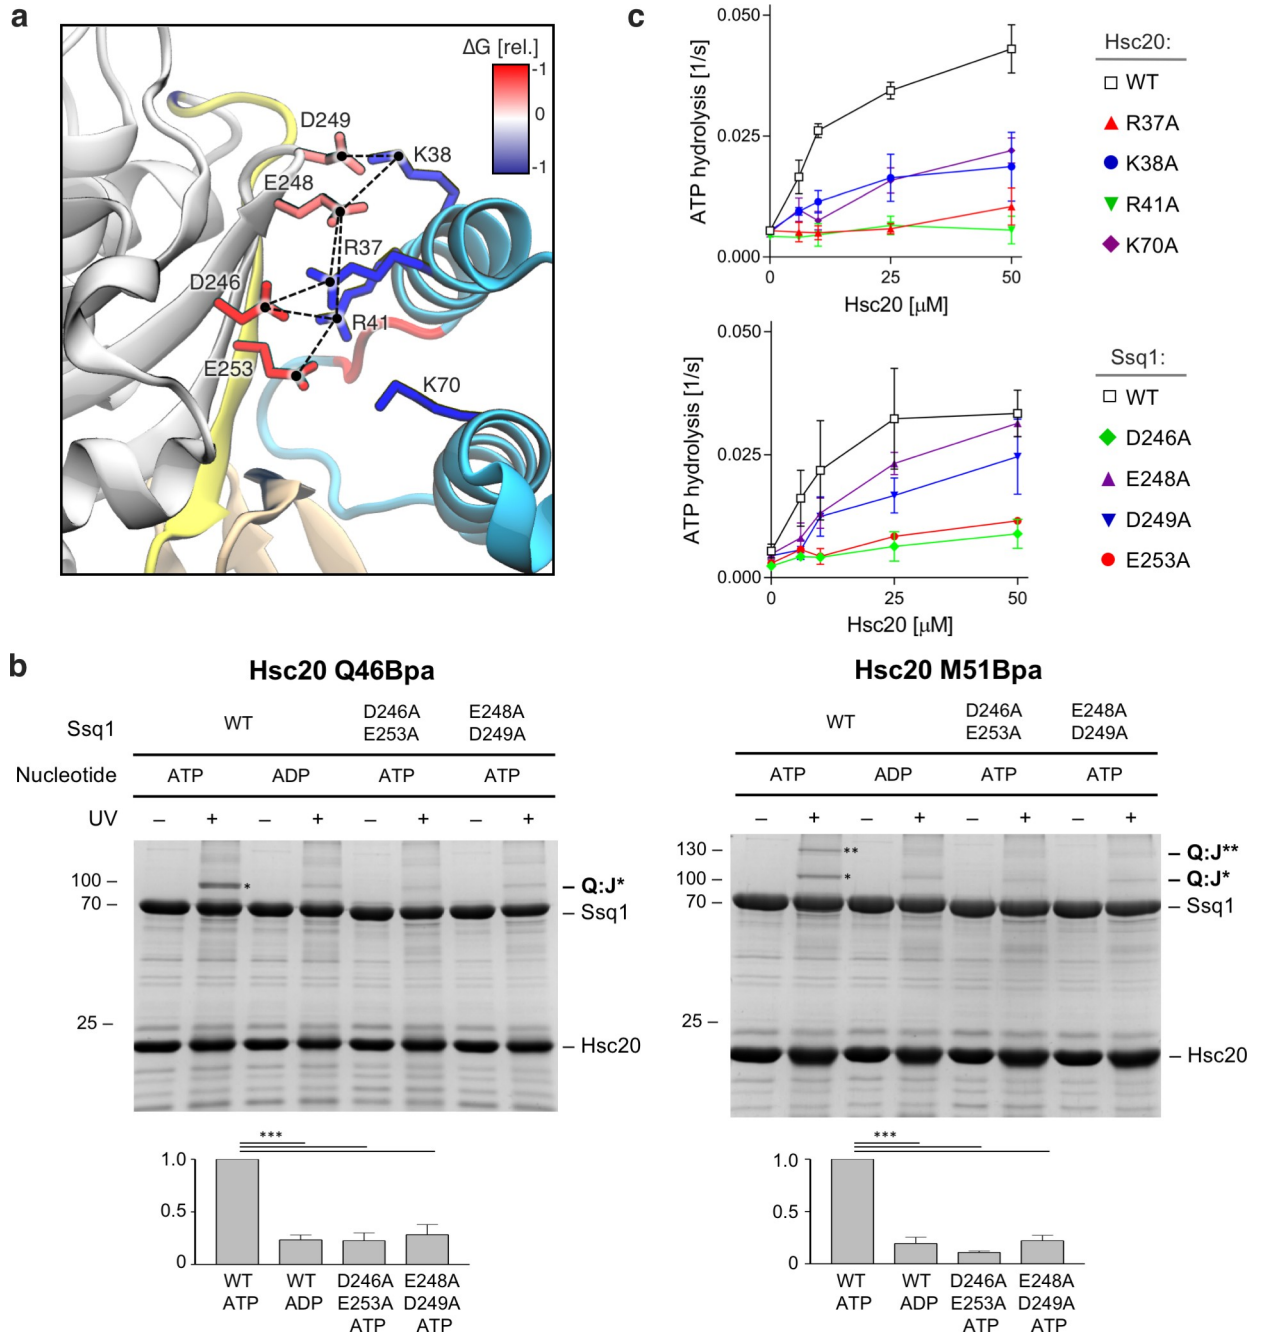 a
ΔG [rel.]
-1
0
-1
D249
K38
E248
R37
D246
R41
E253
K70
c
0.050
0.025
0.000
ATP hydrolysis [1/s]
0
25
50
Hsc20 [μM]
Hsc20:
WT
R37A
K38A
R41A
K70A
0.050
0.025
0.000
ATP hydrolysis [1/s]
0
25
50
Hsc20 [μM]
Ssq1:
WT
D246A
E248A
D249A
E253A
b
Hsc20 Q46Bpa
Ssq1
WT
D246A
E253A
E248A
D249A
Nucleotide
ATP
ADP
ATP
ATP
UV
– + – + – + – +
100 –
70 –
25 –
*
– Q:J*
– Ssq1
– Hsc20
***
1.0
0.5
0
WT
ATP
WT
ADP
D246A
E253A
ATP
E248A
D249A
ATP
Hsc20 M51Bpa
WT
D246A
E253A
E248A
D249A
ATP
ADP
ATP
ATP
– + – + – + – +
130 –
100 –
70 –
25 –
**
*
– Q:J**
– Q:J*
– Ssq1
– Hsc20
***
1.0
0.5
0
WT
ATP
WT
ADP
D246A
E253A
ATP
E248A
D249A
ATP